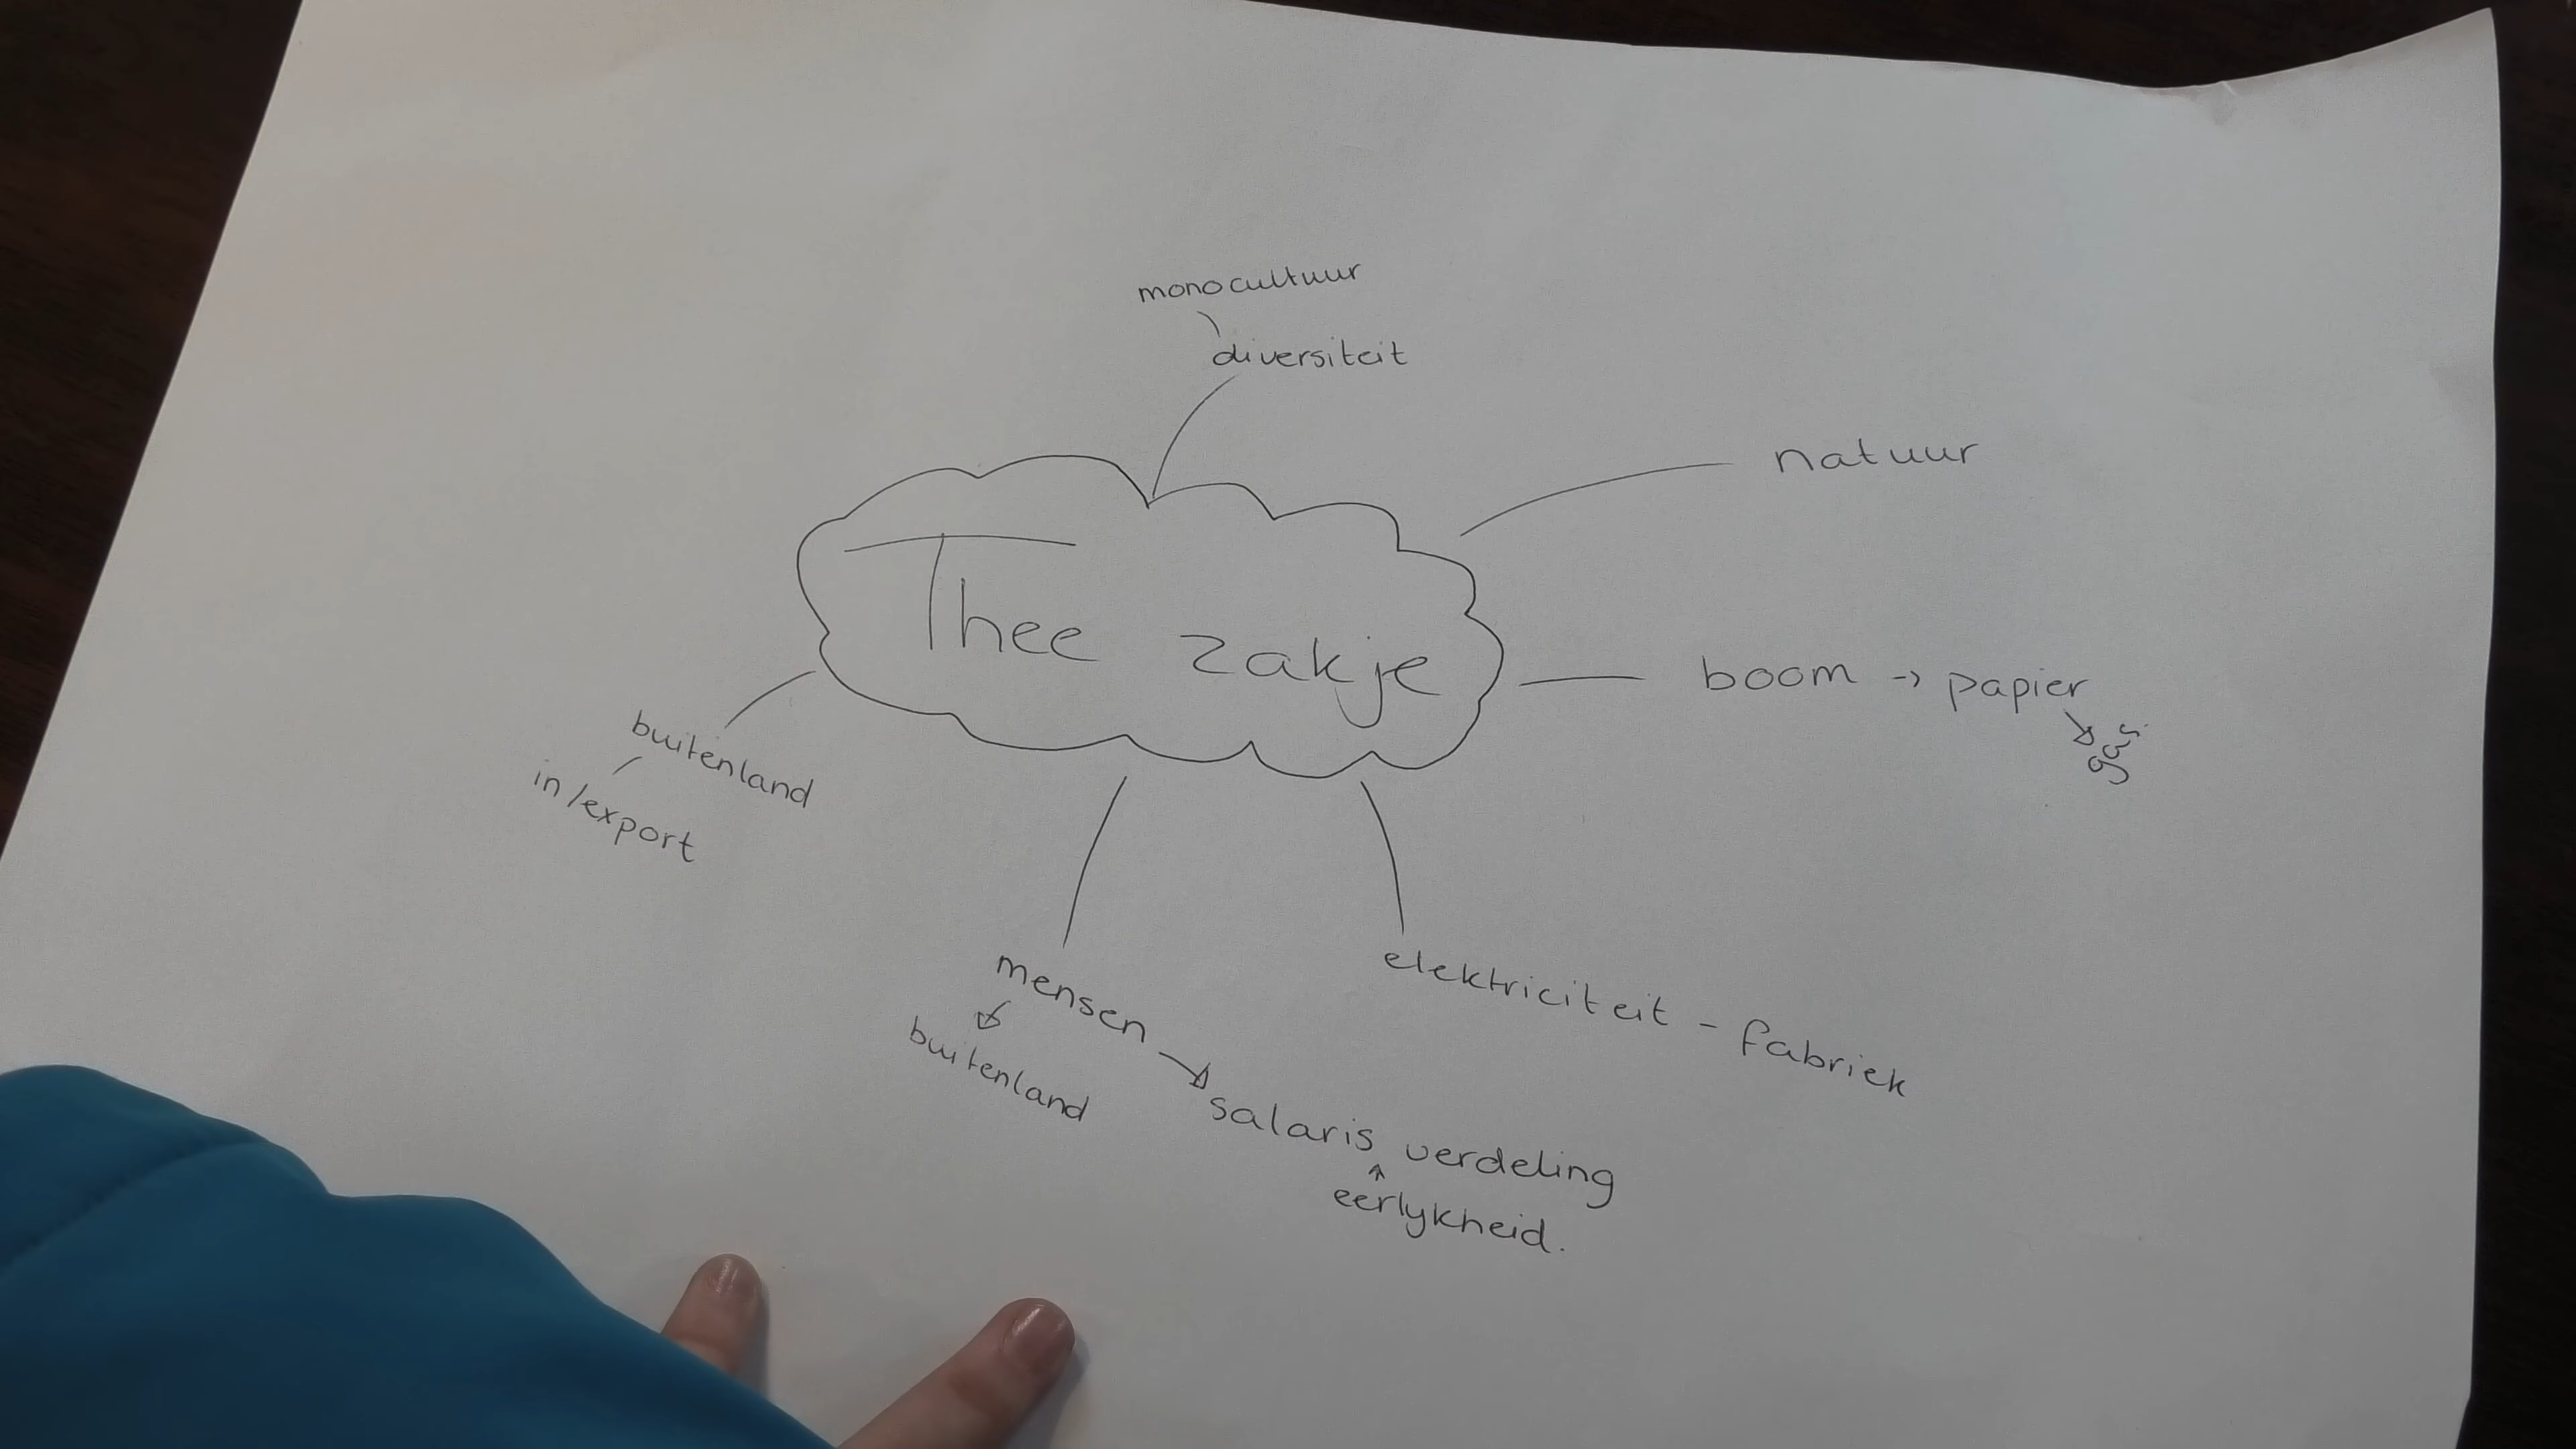 monocultuur
diversiteit
natuur
Thee zakje
boom → papier
buitenland
in/export
elektriciteit - fabriek
mensen
buitenland
salaris verdeling
eerlykheid.